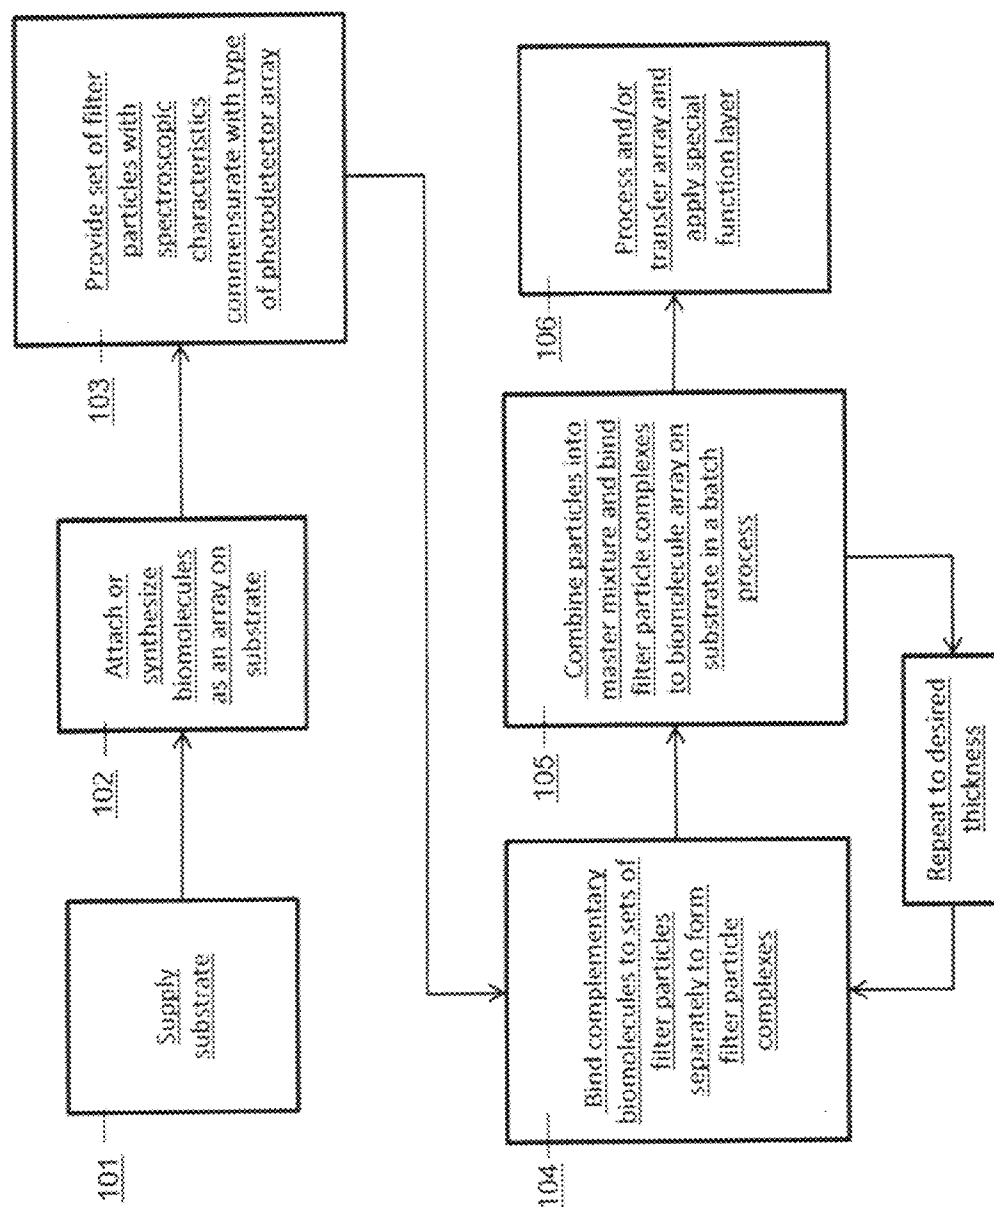 101
Supply
substrate
102
Attach or
synthesize
biomolecules
as an array on
substrate
103
Provide set of filter
particles with
spectroscopic
characteristics
commensurate with type
of photodetector array
104
Bind complementary
biomolecules to sets of
filter particles
separately to form
filter particle
complexes
105
Combine particles into
master mixture and bind
filter particle complexes
to biomolecule array on
substrate in a batch
process
106
Process and/or
transfer array and
apply special
function layer
Repeat to desired
thickness